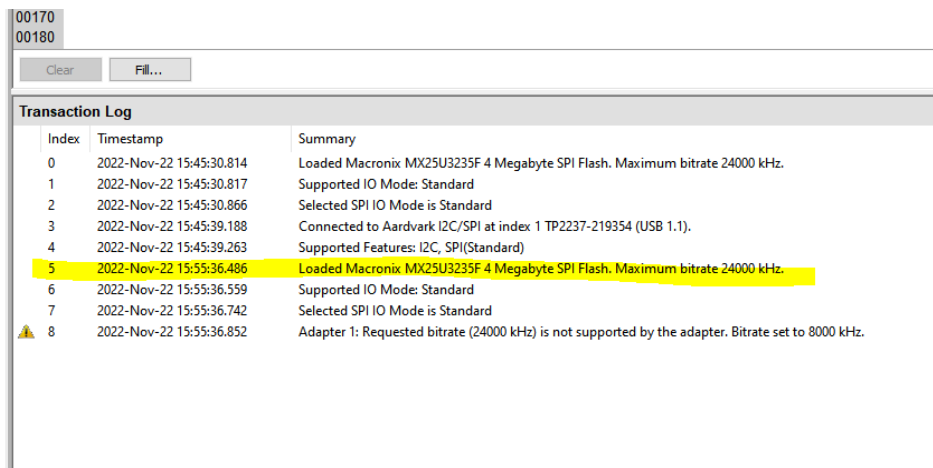 00170
00180
Clear Fill...
Transaction Log
Index Timestamp Summary
0 2022-Nov-22 15:45:30.814 Loaded Macronix MX25U3235F 4 Megabyte SPI Flash. Maximum bitrate 24000 kHz.
1 2022-Nov-22 15:45:30.817 Supported IO Mode: Standard
2 2022-Nov-22 15:45:30.866 Selected SPI IO Mode is Standard
3 2022-Nov-22 15:45:39.188 Connected to Aardvark I2C/SPI at index 1 TP2237-219354 (USB 1.1).
4 2022-Nov-22 15:45:39.263 Supported Features: I2C, SPI(Standard)
5 2022-Nov-22 15:55:36.486 Loaded Macronix MX25U3235F 4 Megabyte SPI Flash. Maximum bitrate 24000 kHz.
6 2022-Nov-22 15:55:36.559 Supported IO Mode: Standard
7 2022-Nov-22 15:55:36.742 Selected SPI IO Mode is Standard
8 2022-Nov-22 15:55:36.852 Adapter 1: Requested bitrate (24000 kHz) is not supported by the adapter. Bitrate set to 8000 kHz.